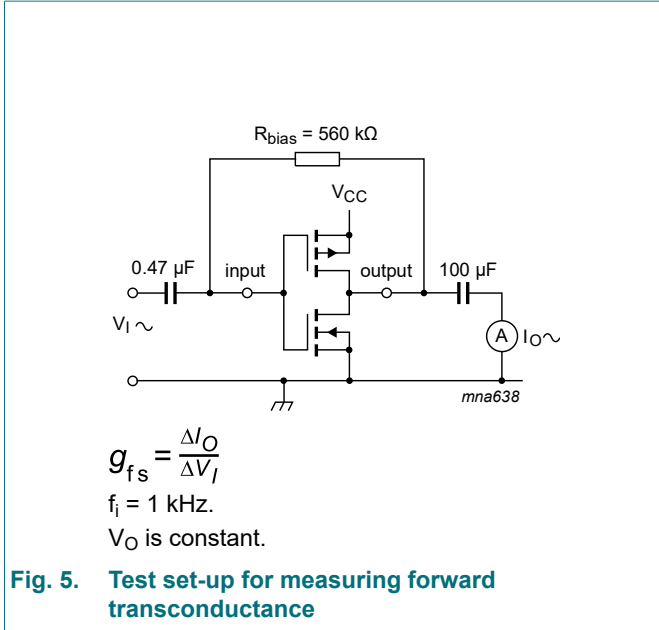 Rbias = 560 kΩ
VCC
0.47 µF input output 100 µF
VI ~
A IO~
mna638
gfs = ΔIO/ΔVI
fi = 1 kHz.
VO is constant.
Fig. 5. Test set-up for measuring forward
transconductance